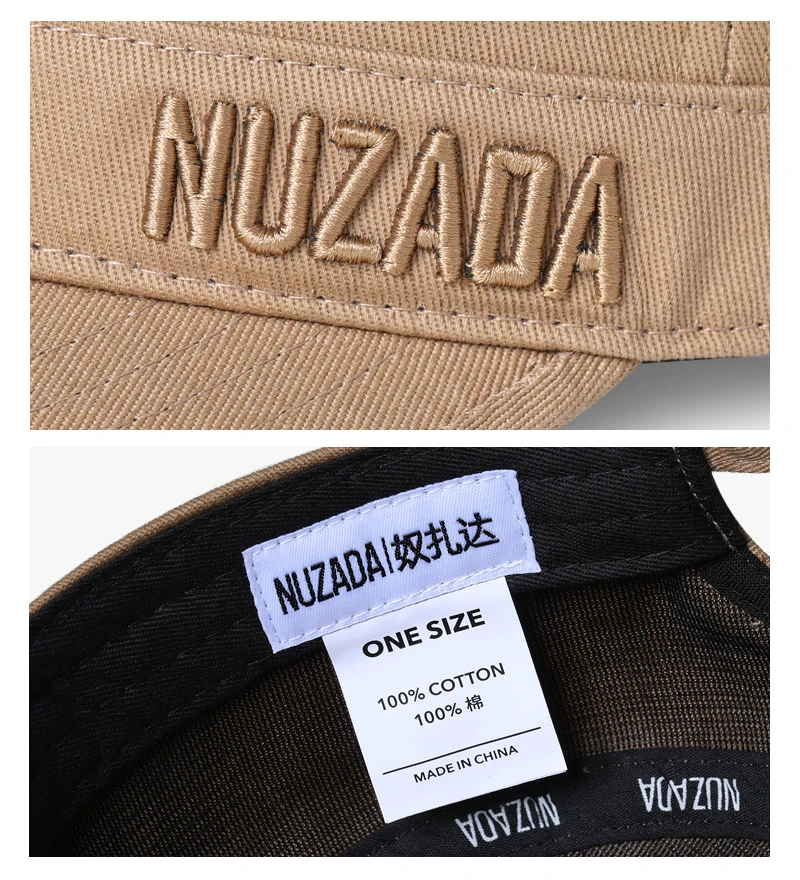 NUZADA
NUZADA|奴扎达
ONE SIZE
100% COTTON
100% 棉
MADE IN CHINA
NUZADA
NUZADA